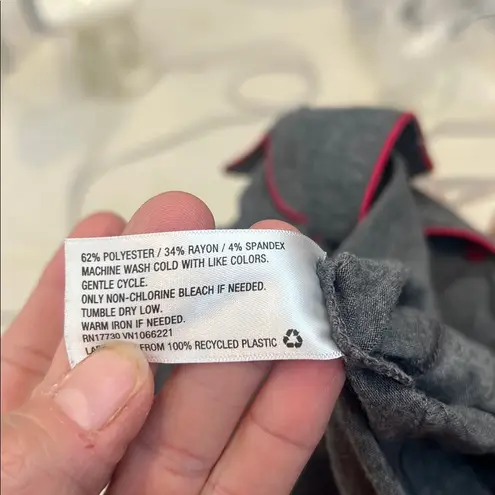 62% POLYESTER / 34% RAYON / 4% SPANDEX
MACHINE WASH COLD WITH LIKE COLORS.
GENTLE CYCLE.
ONLY NON-CHLORINE BLEACH IF NEEDED.
TUMBLE DRY LOW.
WARM IRON IF NEEDED.
RN17730 VN1066221
FROM 100% RECYCLED PLASTIC